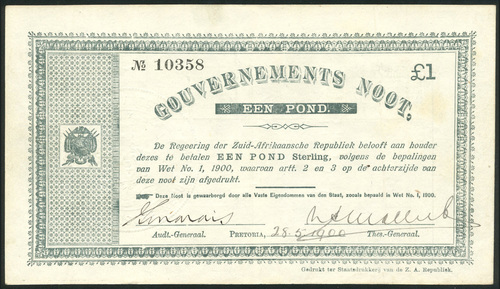 № 10358
£1
GOUVERNEMENTS NOOT.
EEN POND.
De Regeering der Zuid-Afrikaansche Republiek belooft aan houder
dezes te betalen EEN POND Sterling, volgens de bepalingen
van Wet No. 1, 1900, waarvan artt. 2 en 3 op de achterzijde van
deze noot zijn afgedrukt.
Deze Noot is gewaarborgd door alle Vaste Eigendommen van den Staat, zooals bepaald in Wet No. 1, 1900.
Audt.-Generaal. PRETORIA, 28.5.1900 Thes.-Generaal.
Gedrukt ter Staatsdrukkerij van de Z. A. Republiek.